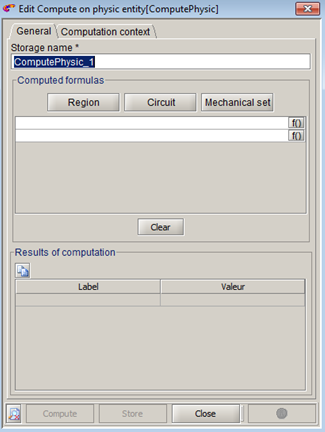 Edit Compute on physic entity[ComputePhysic]
General
Computation context
Storage name *
ComputePhysic_1
Computed formulas
Region
Circuit
Mechanical set
f()
f()
Clear
Results of computation
Label
Valeur
Compute
Store
Close